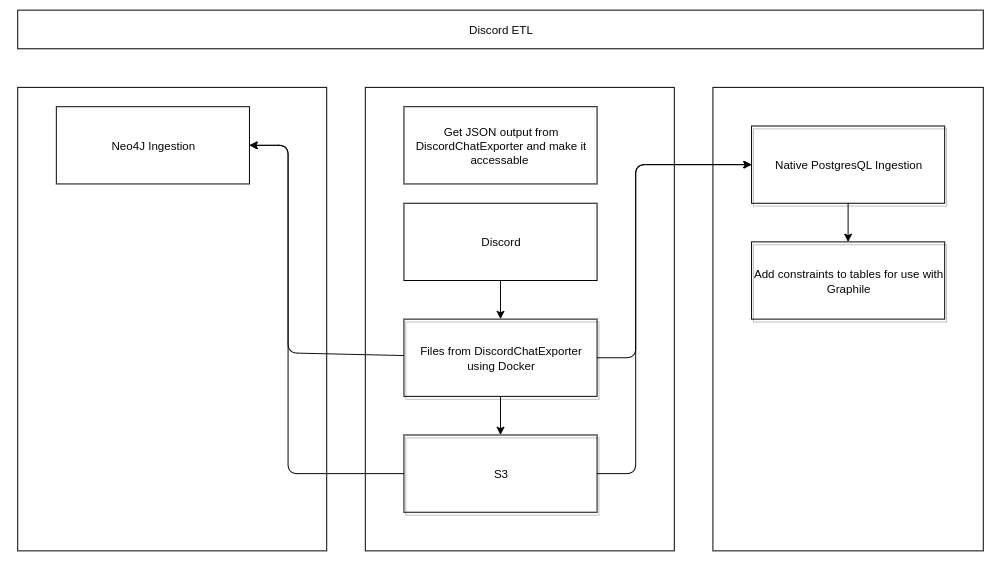 Discord ETL
Neo4J Ingestion
Get JSON output from
DiscordChatExporter and make it
accessable
Discord
Files from DiscordChatExporter
using Docker
S3
Native PostgresQL Ingestion
Add constraints to tables for use with
Graphile